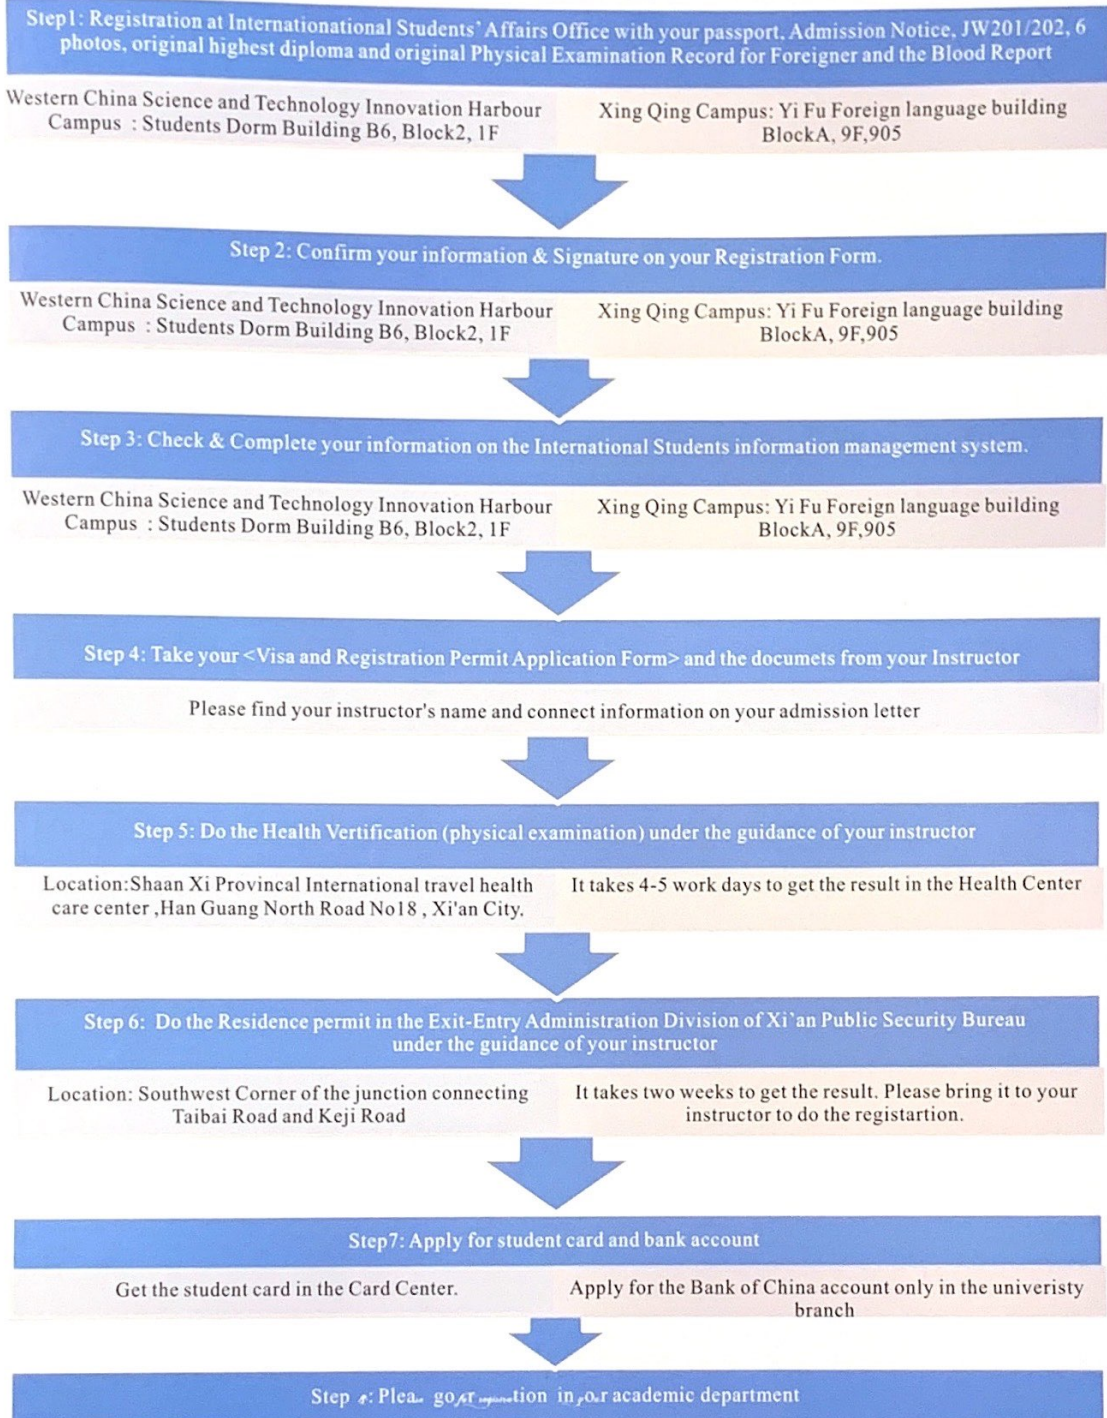 Step1: Registration at Internationational Students' Affairs Office with your passport, Admission Notice, JW201/202, 6
photos, original highest diploma and original Physical Examination Record for Foreigner and the Blood Report
Western China Science and Technology Innovation Harbour
Campus : Students Dorm Building B6, Block2, 1F
Xing Qing Campus: Yi Fu Foreign language building
BlockA, 9F,905
Step 2: Confirm your information & Signature on your Registration Form.
Western China Science and Technology Innovation Harbour
Campus : Students Dorm Building B6, Block2, 1F
Xing Qing Campus: Yi Fu Foreign language building
BlockA, 9F,905
Step 3: Check & Complete your information on the International Students information management system.
Western China Science and Technology Innovation Harbour
Campus : Students Dorm Building B6, Block2, 1F
Xing Qing Campus: Yi Fu Foreign language building
BlockA, 9F,905
Step 4: Take your <Visa and Registration Permit Application Form> and the documets from your Instructor
Please find your instructor's name and connect information on your admission letter
Step 5: Do the Health Vertification (physical examination) under the guidance of your instructor
Location:Shaan Xi Provincal International travel health
care center ,Han Guang North Road No18 , Xi'an City.
It takes 4-5 work days to get the result in the Health Center
Step 6: Do the Residence permit in the Exit-Entry Administration Division of Xi'an Public Security Bureau
under the guidance of your instructor
Location: Southwest Corner of the junction connecting
Taibai Road and Keji Road
It takes two weeks to get the result. Please bring it to your
instructor to do the registartion.
Step7: Apply for student card and bank account
Get the student card in the Card Center.
Apply for the Bank of China account only in the univeristy
branch
Step go in academic department